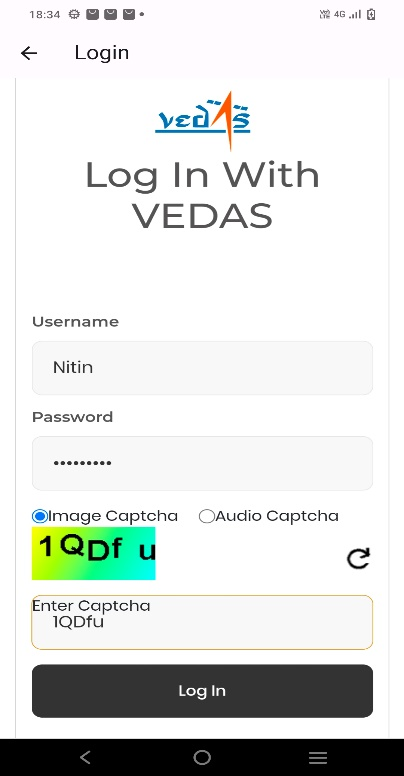 18:34
4G
Login
vedas
Log In With
VEDAS
Username
Nitin
Password
•••••••••
Image Captcha Audio Captcha
1QDf u
Enter Captcha
1QDfu
Log In